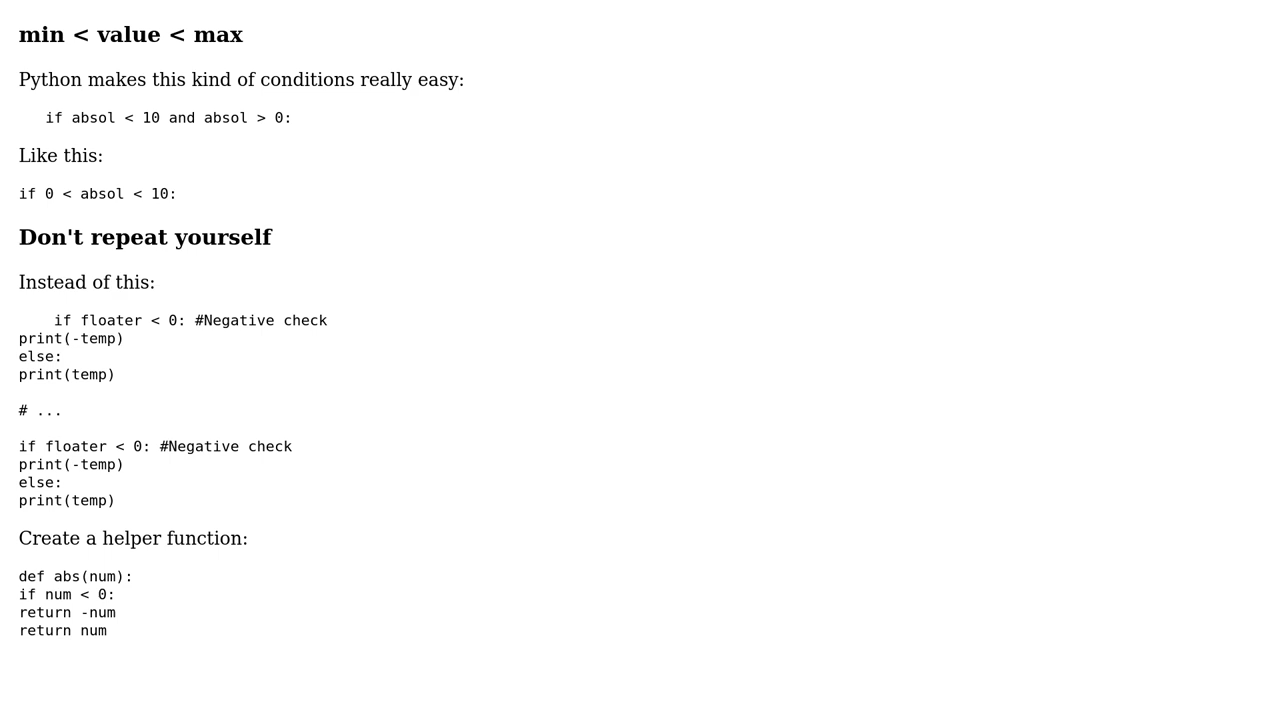 min < value < max
Python makes this kind of conditions really easy:
if absol < 10 and absol > 0:
Like this:
if 0 < absol < 10:
Don't repeat yourself
Instead of this:
if floater < 0: #Negative check
print(-temp)
else:
print(temp)
# ...
if floater < 0: #Negative check
print(-temp)
else:
print(temp)
Create a helper function:
def abs(num):
if num < 0:
return -num
return num